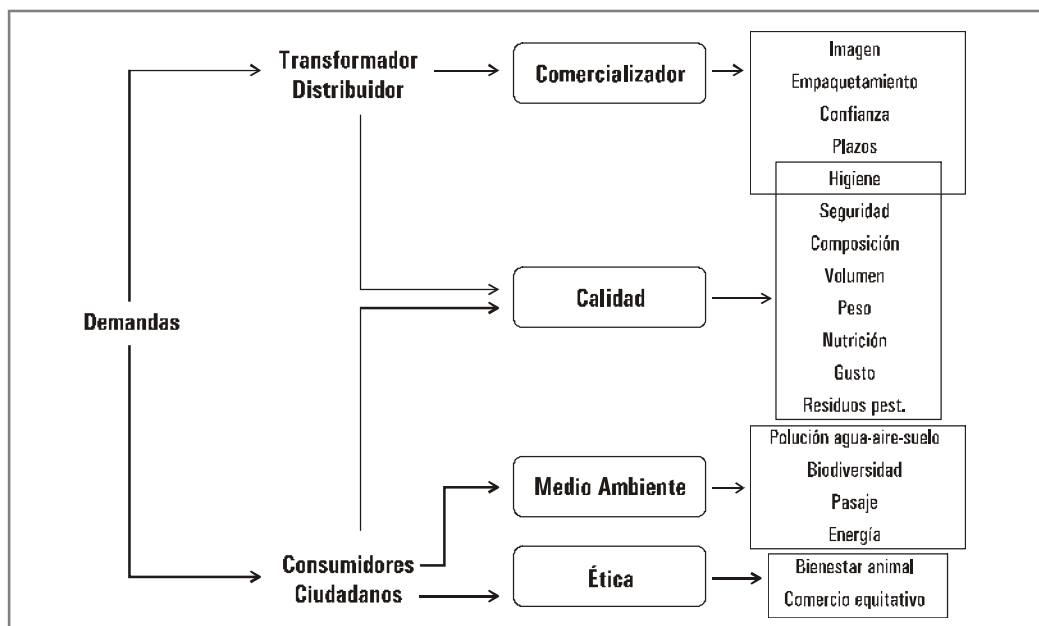 Transformador
Distribuidor
Comercializador
Imagen
Empaquetamiento
Confianza
Plazos
Higiene
Seguridad
Composición
Volumen
Peso
Nutrición
Gusto
Residuos pest.
Calidad
Demandas
Medio Ambiente
Polución agua-aire-suelo
Biodiversidad
Pasaje
Energía
Consumidores
Ciudadanos
Ética
Bienestar animal
Comercio equitativo